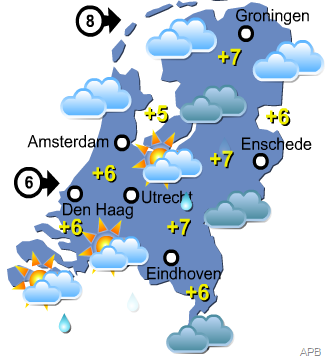 8
Groningen
+7
+5
+6
Amsterdam
Enschede
+7
+6
6
Utrecht
Den Haag
+6
+7
Eindhoven
+6
APB